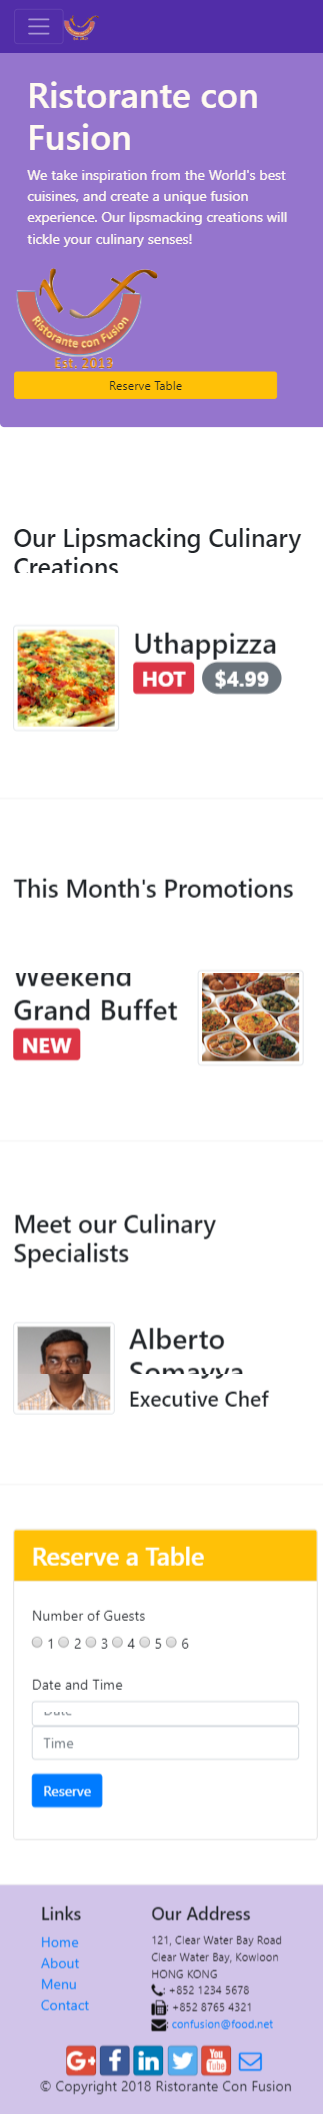 Ristorante con
Fusion
We take inspiration from the World's best
cuisines, and create a unique fusion
experience. Our lipsmacking creations will
tickle your culinary senses!
Ristorante con Fusion
Est. 2019
Reserve Table
Our Lipsmacking Culinary
Creations
Uthappizza
HOT $4.99
This Month's Promotions
Weekend
Grand Buffet
NEW
Meet our Culinary
Specialists
Alberto
Somayya
Executive Chef
Reserve a Table
Number of Guests
1 2 3 4 5 6
Date and Time
Date
Time
Reserve
Links
Home
About
Menu
Contact
Our Address
121, Clear Water Bay Road
Clear Water Bay, Kowloon
HONG KONG
: +852 1234 5678
: +852 8765 4321
: confusion@food.net
© Copyright 2018 Ristorante Con Fusion